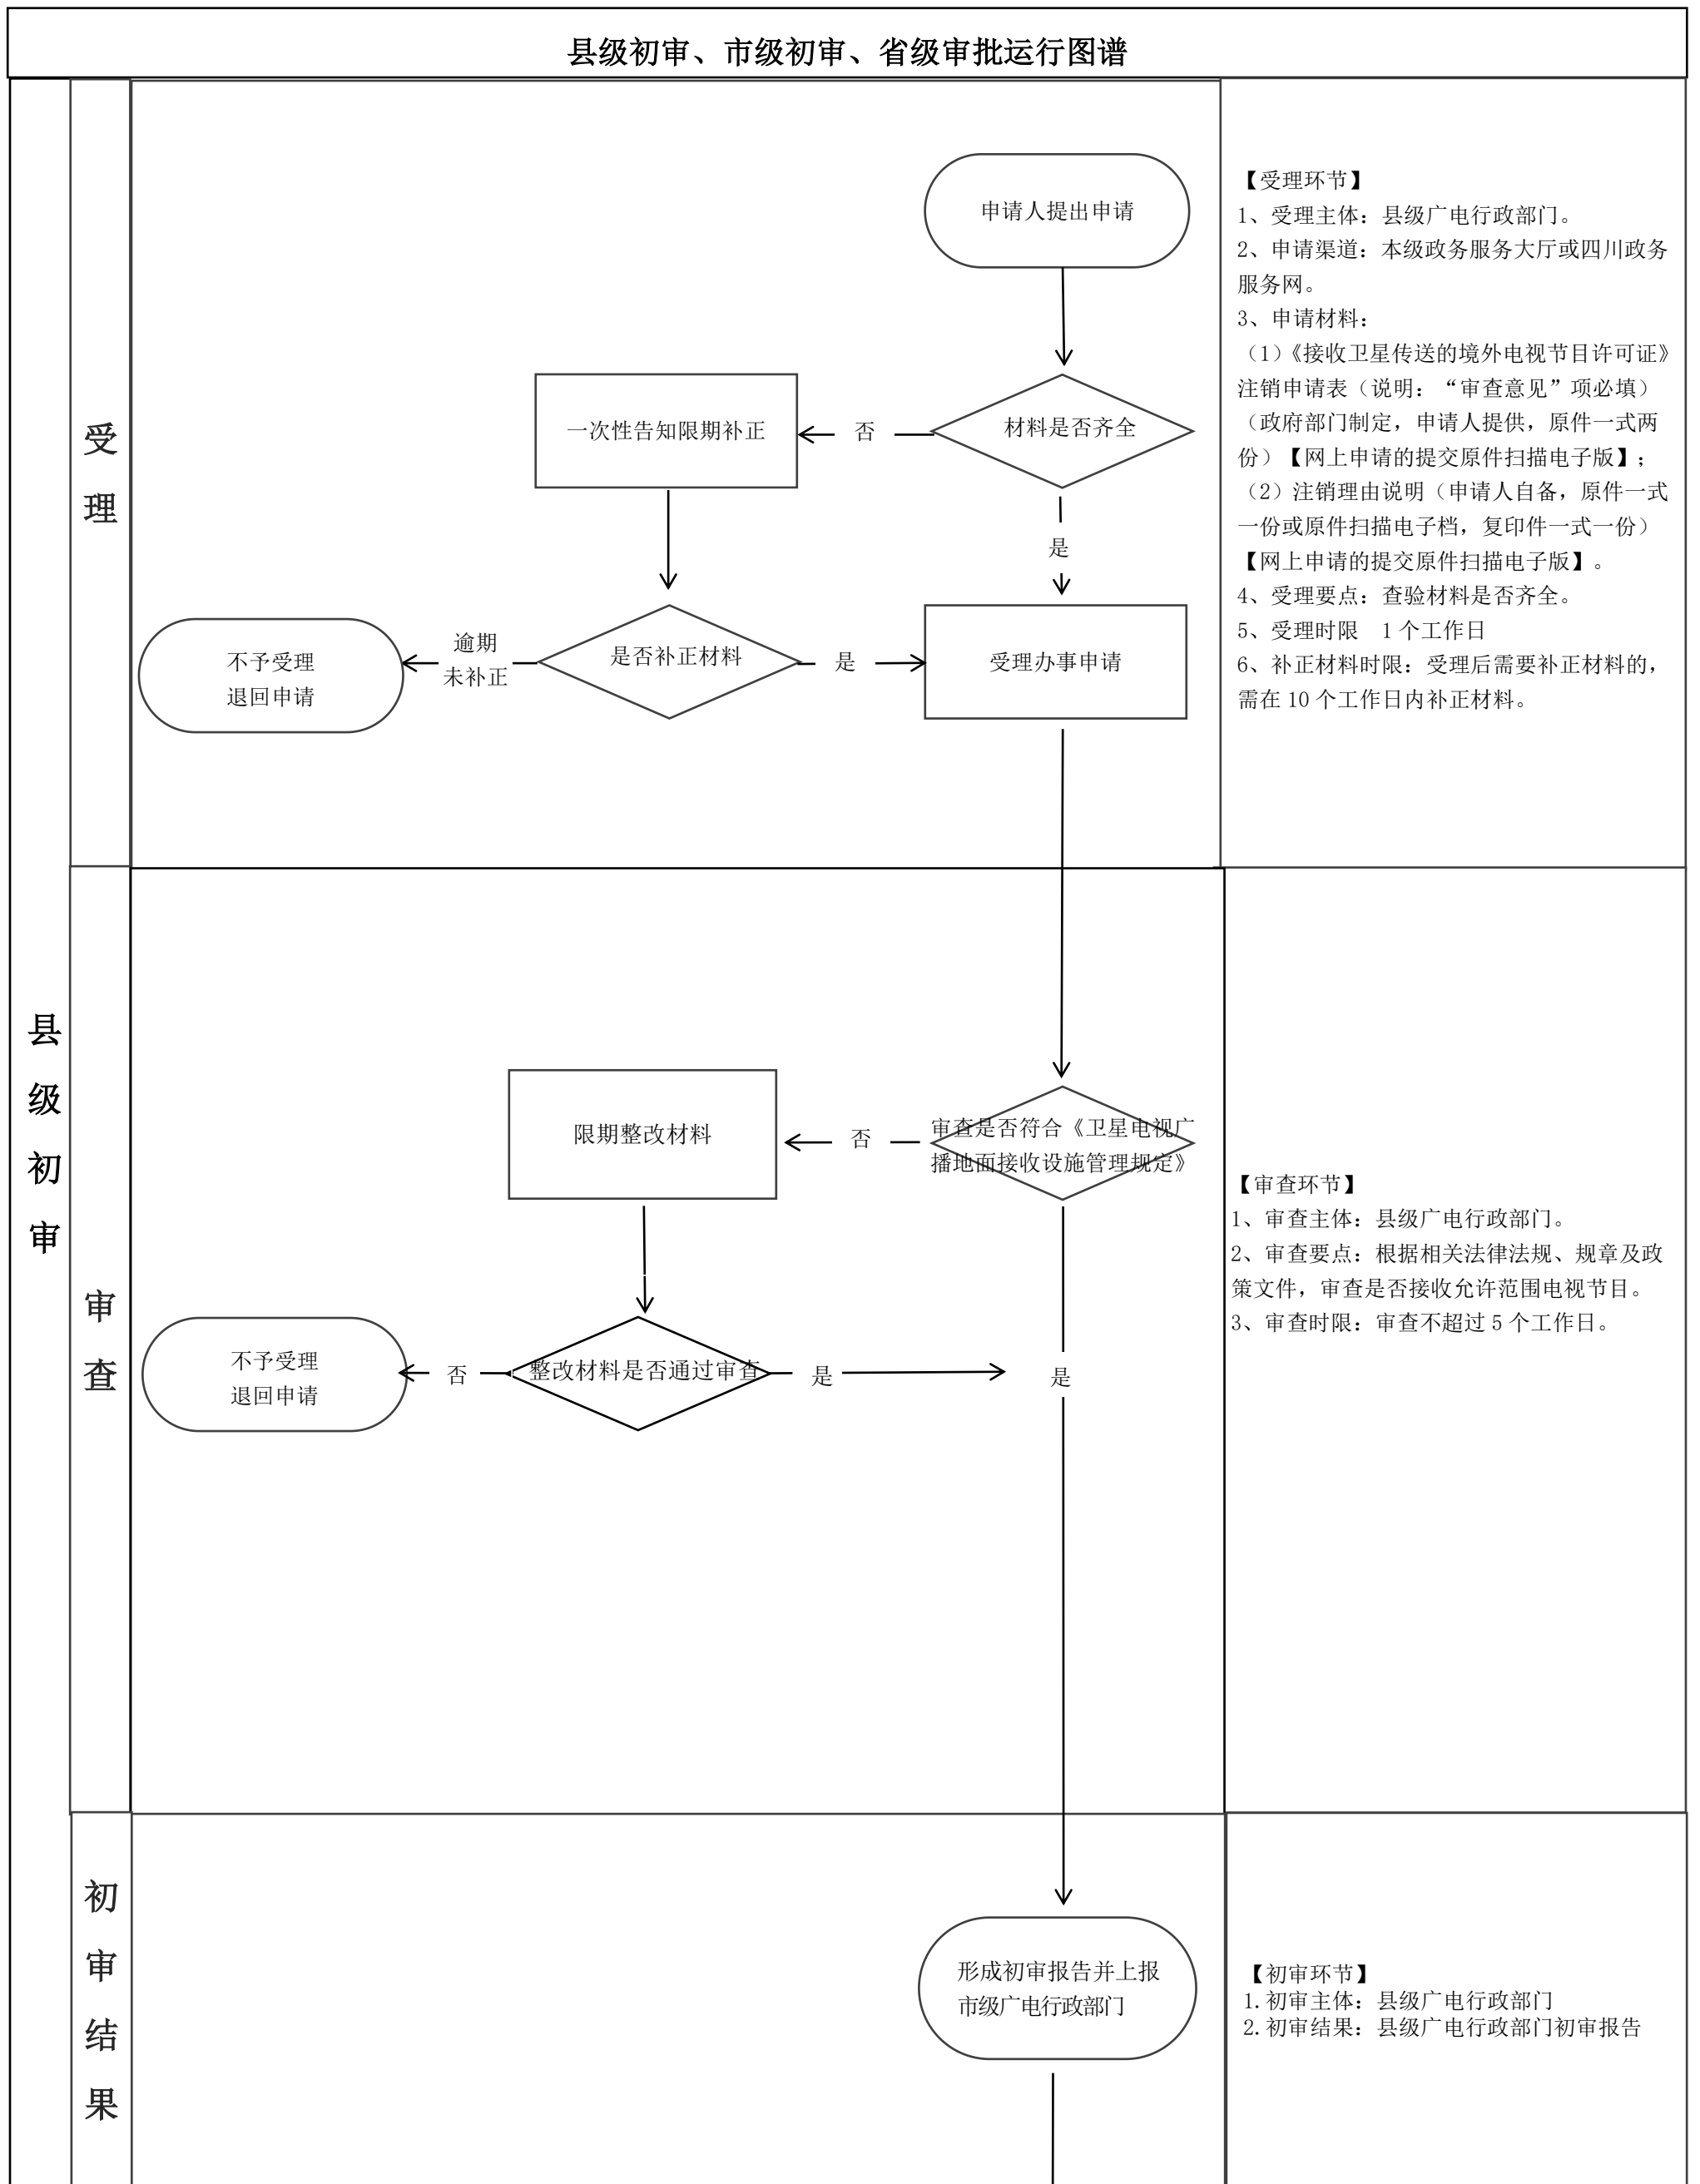 县级初审、市级初审、省级审批运行图谱
县级初审
受理
申请人提出申请
材料是否齐全
否
一次性告知限期补正
是
是否补正材料
逾期
未补正
不予受理
退回申请
是
受理办事申请
【受理环节】
1、受理主体：县级广电行政部门。
2、申请渠道：本级政务服务大厅或四川政务
服务网。
3、申请材料：
（1）《接收卫星传送的境外电视节目许可证》
注销申请表（说明：“审查意见”项必填）
（政府部门制定，申请人提供，原件一式两
份）【网上申请的提交原件扫描电子版】；
（2）注销理由说明（申请人自备，原件一式
一份或原件扫描电子档，复印件一式一份）
【网上申请的提交原件扫描电子版】。
4、受理要点：查验材料是否齐全。
5、受理时限　1 个工作日
6、补正材料时限：受理后需要补正材料的，
需在 10 个工作日内补正材料。
审查
审查是否符合《卫星电视广
播地面接收设施管理规定》
否
限期整改材料
整改材料是否通过审查
否
不予受理
退回申请
是
是
【审查环节】
1、审查主体：县级广电行政部门。
2、审查要点：根据相关法律法规、规章及政
策文件，审查是否接收允许范围电视节目。
3、审查时限：审查不超过 5 个工作日。
初审结果
形成初审报告并上报
市级广电行政部门
【初审环节】
1.初审主体：县级广电行政部门
2.初审结果：县级广电行政部门初审报告